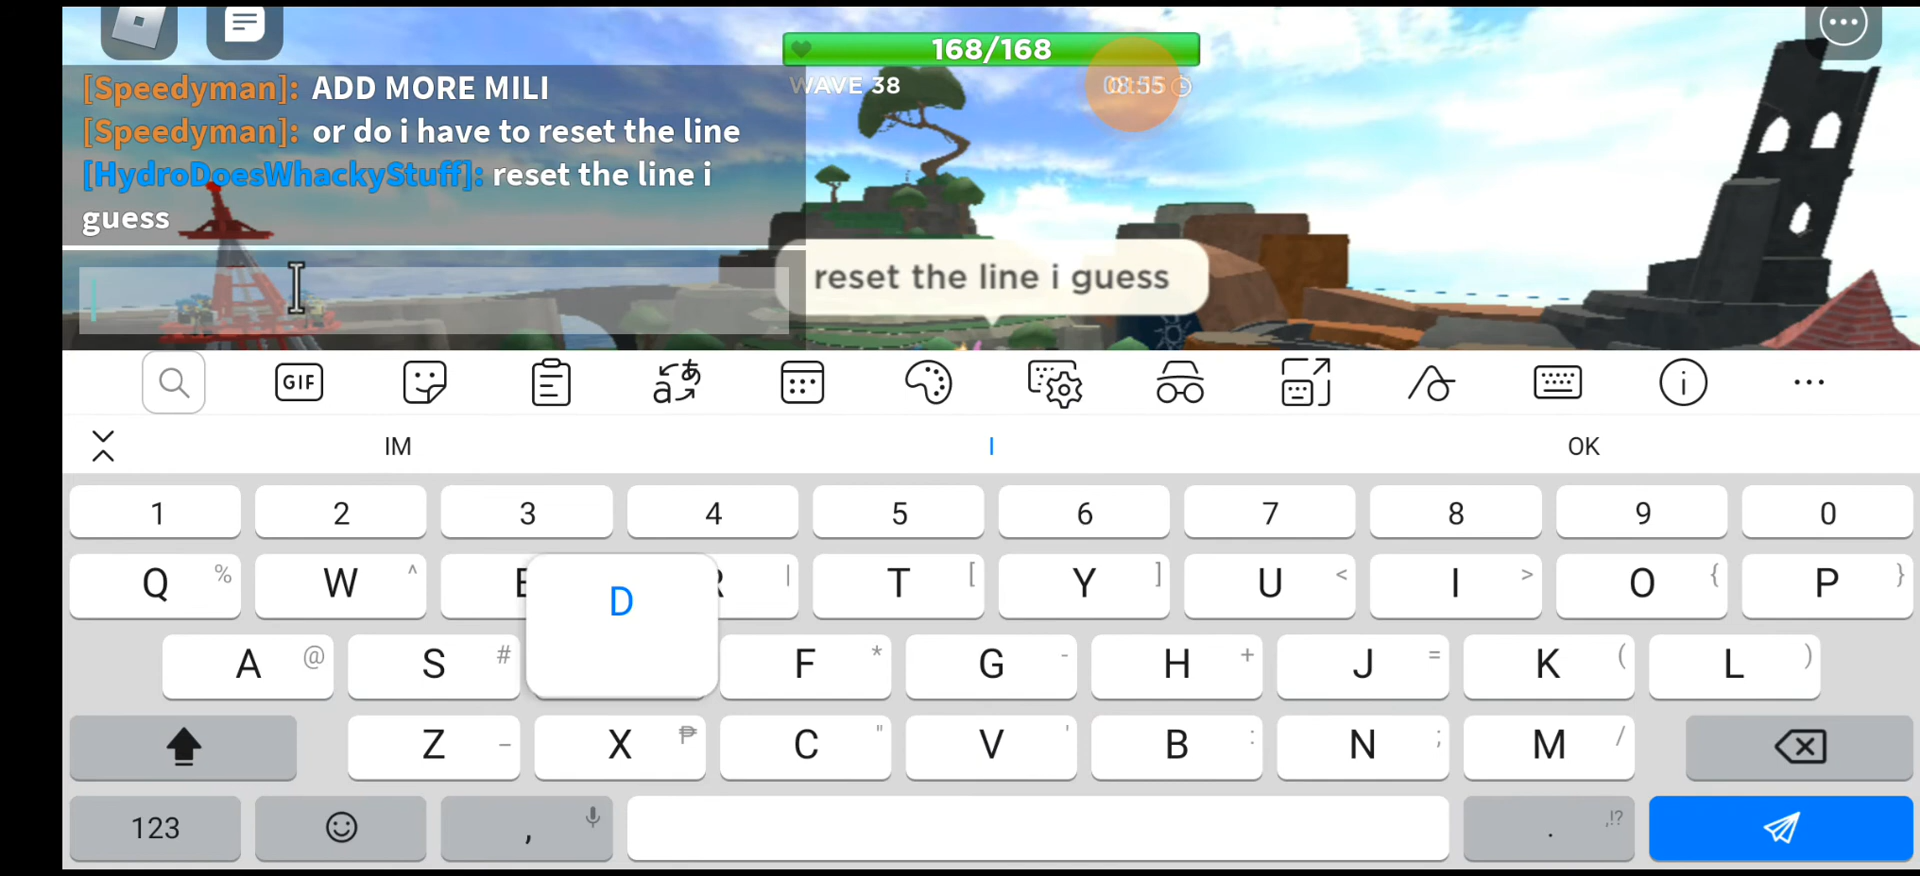 168/168
WAVE 38
[Speedyman]: ADD MORE MILI
[Speedyman]: or do i have to reset the line
[HydroDoesWhackyStuff]: reset the line i
guess
reset the line i guess
GIF
IM I OK
1 2 3 4 5 6 7 8 9 0
Q % W ^ E R | T [ Y ] U < I > O { P }
A @ S # D F * G - H + J = K ( L )
Z - X ₱ C " V ' B : N ; M /
123 , . ,!?